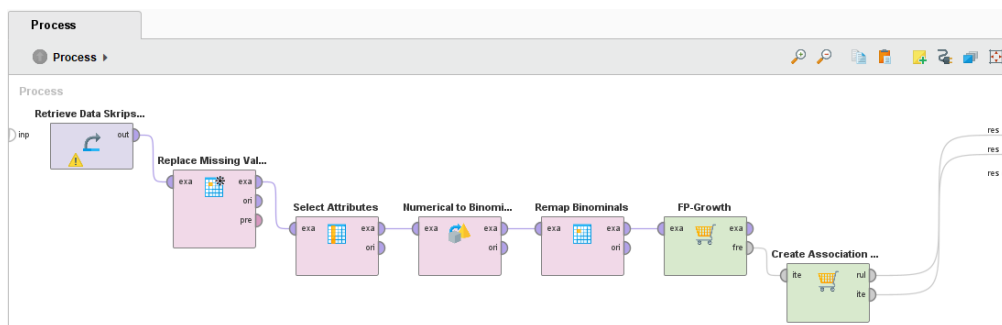 Process
Process
Process
inp
Retrieve Data Skrips...
out
Replace Missing Val...
exa exa
ori
pre
Select Attributes
exa exa
ori
Numerical to Binomi...
exa exa
ori
Remap Binominals
exa exa
ori
FP-Growth
exa exa
fre
Create Association ...
ite rul
ite
res
res
res